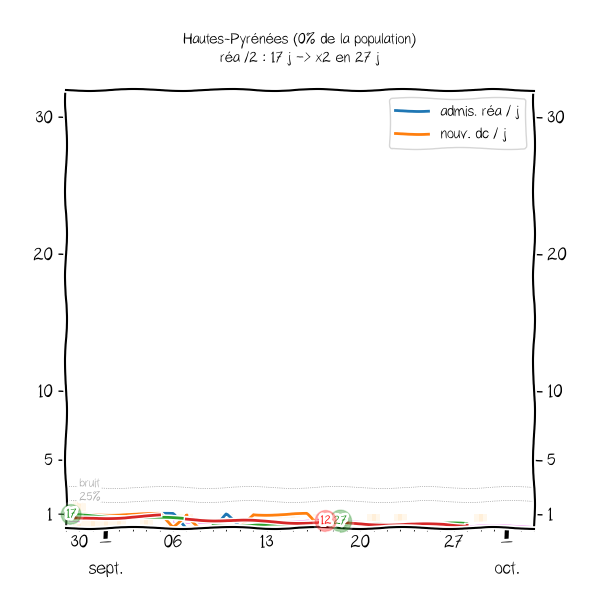 Hautes-Pyrénées (0% de la population)
réa /2 : 17 j -> x2 en 27 j
admis. réa / j
nouv. dc / j
30 30
20 20
10 10
5 5
bruit
25%
1 17 12 27 1
30 06 13 20 27
sept. oct.